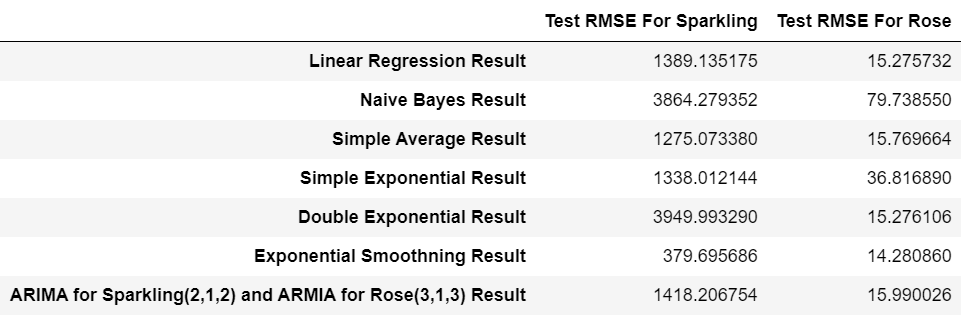 Test RMSE For Sparkling Test RMSE For Rose
Linear Regression Result 1389.135175 15.275732
Naive Bayes Result 3864.279352 79.738550
Simple Average Result 1275.073380 15.769664
Simple Exponential Result 1338.012144 36.816890
Double Exponential Result 3949.993290 15.276106
Exponential Smoothning Result 379.695686 14.280860
ARIMA for Sparkling(2,1,2) and ARMIA for Rose(3,1,3) Result 1418.206754 15.990026